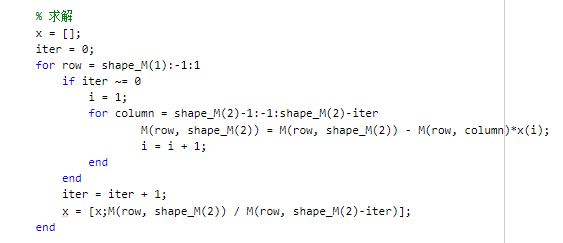 % 求解
x = [];
iter = 0;
for row = shape_M(1):-1:1
if iter ~= 0
i = 1;
for column = shape_M(2)-1:-1:shape_M(2)-iter
M(row, shape_M(2)) = M(row, shape_M(2)) - M(row, column)*x(i);
i = i + 1;
end
end
iter = iter + 1;
x = [x;M(row, shape_M(2)) / M(row, shape_M(2)-iter)];
end